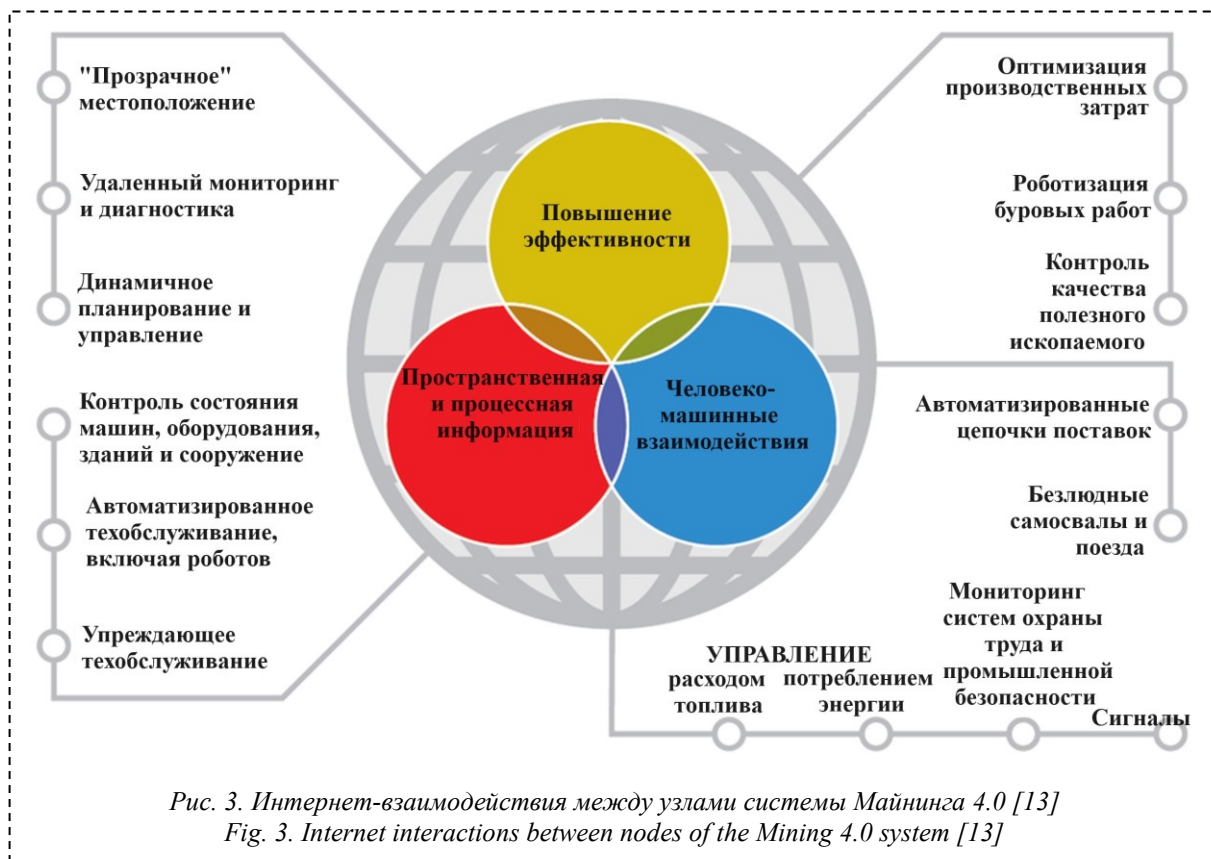 "Прозрачное"
местоположение
Удаленный мониторинг
и диагностика
Динамичное
планирование и
управление
Контроль состояния
машин, оборудования,
зданий и сооружение
Автоматизированное
техобслуживание,
включая роботов
Упреждающее
техобслуживание
Повышение
эффективности
Пространственная
и процессная
информация
Человеко-
машинные
взаимодействия
Оптимизация
производственных
затрат
Роботизация
буровых работ
Контроль
качества
полезного
ископаемого
Автоматизированные
цепочки поставок
Безлюдные
самосвалы и
поезда
УПРАВЛЕНИЕ
расходом
топлива
потреблением
энергии
Мониторинг
систем охраны
труда и
промышленной
безопасности
Сигналы
Рис. 3. Интернет-взаимодействия между узлами системы Майнинга 4.0 [13]
Fig. 3. Internet interactions between nodes of the Mining 4.0 system [13]